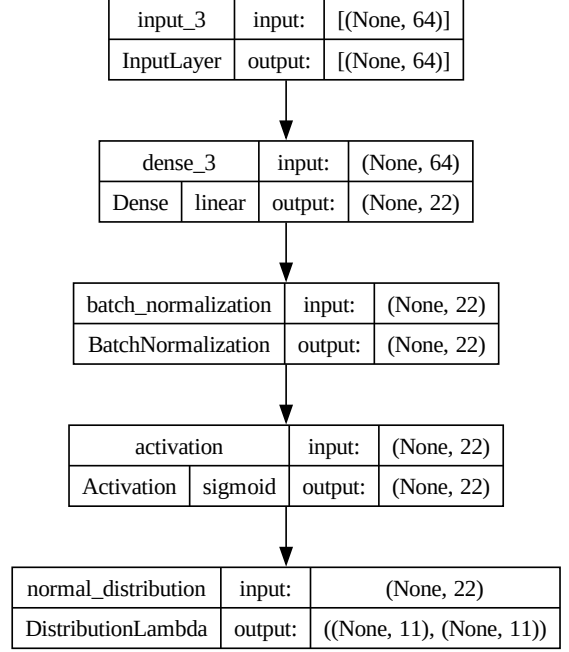 input_3 input: [(None, 64)]
InputLayer output: [(None, 64)]
dense_3 input: (None, 64)
Dense linear output: (None, 22)
batch_normalization input: (None, 22)
BatchNormalization output: (None, 22)
activation input: (None, 22)
Activation sigmoid output: (None, 22)
normal_distribution input: (None, 22)
DistributionLambda output: ((None, 11), (None, 11))